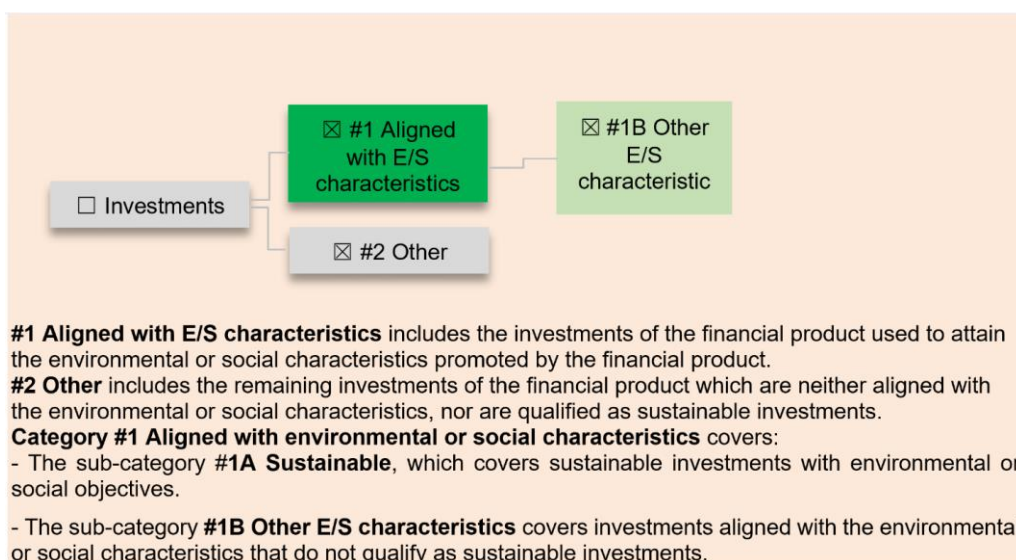 ☒ #1 Aligned
with E/S
characteristics
☒ #1B Other
E/S
characteristic
☐ Investments
☒ #2 Other
#1 Aligned with E/S characteristics includes the investments of the financial product used to attain
the environmental or social characteristics promoted by the financial product.
#2 Other includes the remaining investments of the financial product which are neither aligned with
the environmental or social characteristics, nor are qualified as sustainable investments.
Category #1 Aligned with environmental or social characteristics covers:
- The sub-category #1A Sustainable, which covers sustainable investments with environmental or
social objectives.
- The sub-category #1B Other E/S characteristics covers investments aligned with the environmenta
or social characteristics that do not qualify as sustainable investments.